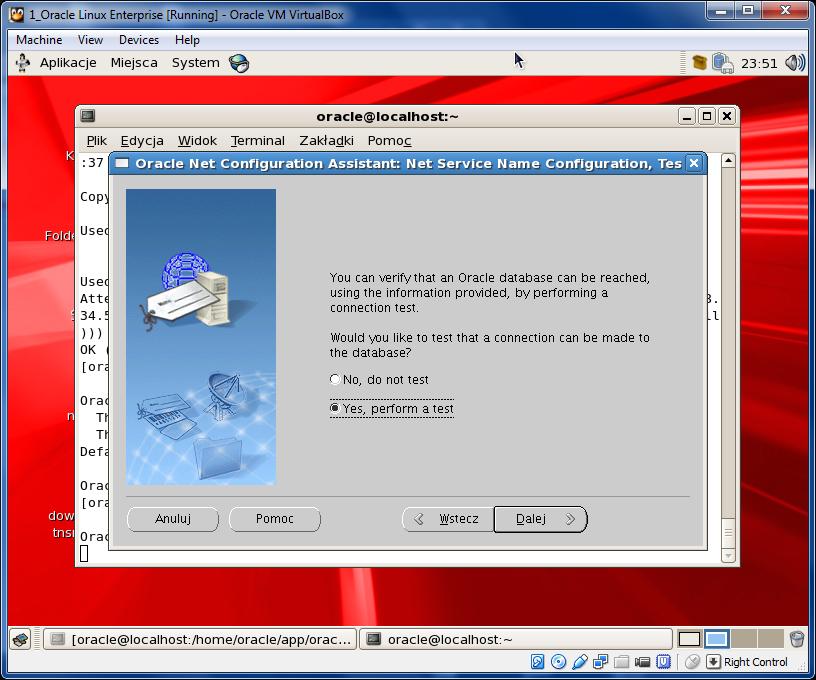 1_Oracle Linux Enterprise [Running] - Oracle VM VirtualBox
Machine View Devices Help
Aplikacje Miejsca System 23:51
oracle@localhost:~
Plik Edycja Widok Terminal Zakładki Pomoc
:37
Oracle Net Configuration Assistant: Net Service Name Configuration, Tes
Copy
Folde
Used
Used
Atte
34.5
)))
OK (
[ora
Orac
Th
Th
Defa
Orac
[ora
Orac
dow
tns
You can verify that an Oracle database can be reached,
using the information provided, by performing a
connection test.
Would you like to test that a connection can be made to
the database?
No, do not test
Yes, perform a test
Anuluj Pomoc Wstecz Dalej
[oracle@localhost:/home/oracle/app/orac... oracle@localhost:~
Right Control